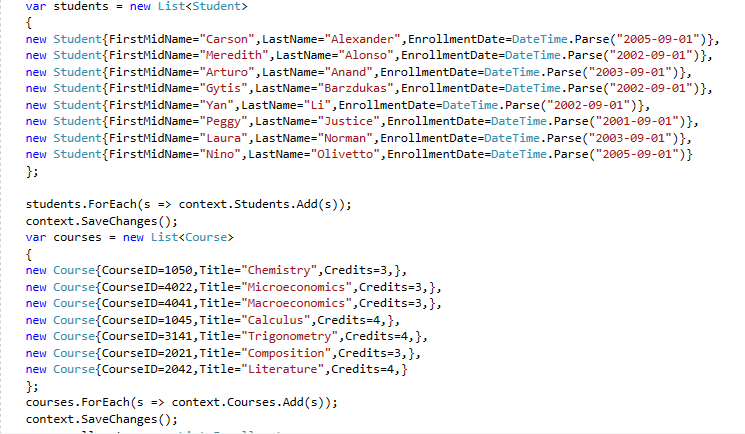 var students = new List<Student>
{
new Student{FirstMidName="Carson",LastName="Alexander",EnrollmentDate=DateTime.Parse("2005-09-01")},
new Student{FirstMidName="Meredith",LastName="Alonso",EnrollmentDate=DateTime.Parse("2002-09-01")},
new Student{FirstMidName="Arturo",LastName="Anand",EnrollmentDate=DateTime.Parse("2003-09-01")},
new Student{FirstMidName="Gytis",LastName="Barzdukas",EnrollmentDate=DateTime.Parse("2002-09-01")},
new Student{FirstMidName="Yan",LastName="Li",EnrollmentDate=DateTime.Parse("2002-09-01")},
new Student{FirstMidName="Peggy",LastName="Justice",EnrollmentDate=DateTime.Parse("2001-09-01")},
new Student{FirstMidName="Laura",LastName="Norman",EnrollmentDate=DateTime.Parse("2003-09-01")},
new Student{FirstMidName="Nino",LastName="Olivetto",EnrollmentDate=DateTime.Parse("2005-09-01")}
};
students.ForEach(s => context.Students.Add(s));
context.SaveChanges();
var courses = new List<Course>
{
new Course{CourseID=1050,Title="Chemistry",Credits=3,},
new Course{CourseID=4022,Title="Microeconomics",Credits=3,},
new Course{CourseID=4041,Title="Macroeconomics",Credits=3,},
new Course{CourseID=1045,Title="Calculus",Credits=4,},
new Course{CourseID=3141,Title="Trigonometry",Credits=4,},
new Course{CourseID=2021,Title="Composition",Credits=3,},
new Course{CourseID=2042,Title="Literature",Credits=4,}
};
courses.ForEach(s => context.Courses.Add(s));
context.SaveChanges();